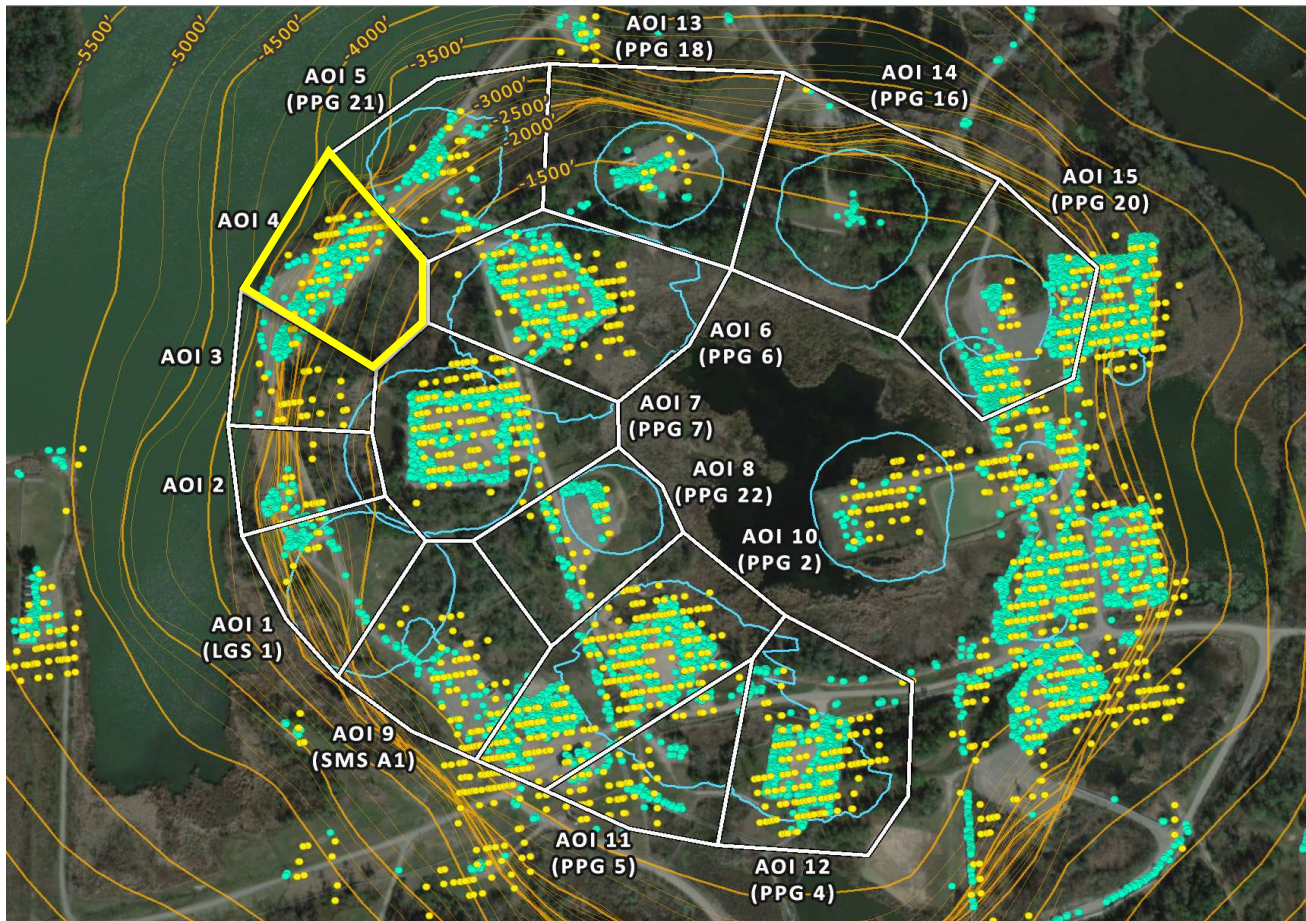 -5500'
-5000'
-4500'
-4000'
-3500'
-3000'
-2500'
-2000'
-1500'
AOI 13
(PPG 18)
AOI 14
(PPG 16)
AOI 5
(PPG 21)
AOI 15
(PPG 20)
AOI 4
AOI 3
AOI 6
(PPG 6)
AOI 7
(PPG 7)
AOI 8
(PPG 22)
AOI 2
AOI 10
(PPG 2)
AOI 1
(LGS 1)
AOI 9
(SMS A1)
AOI 11
(PPG 5)
AOI 12
(PPG 4)